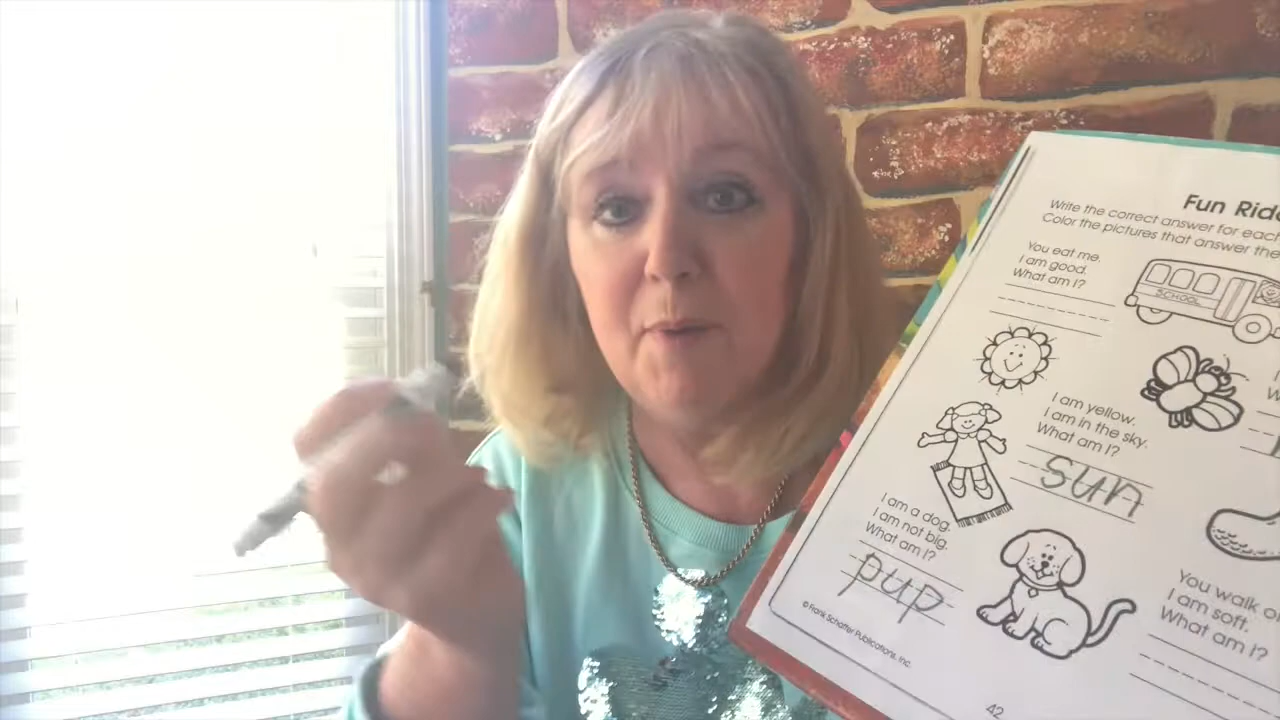 Fun
Write the correct answer for each
Color the pictures that answer the
You eat me.
I am good.
What am I?
SCHOOL
I am yellow.
I am in the sky.
What am I?
sun
I am a dog.
I am not big.
What am I?
pup
You walk
I am soft.
What am I?
© Frank Schaffer Publications, Inc.
42